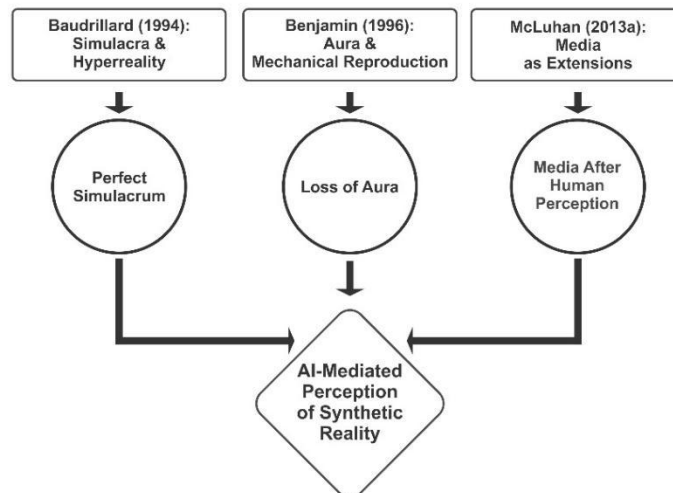 Baudrillard (1994):
Simulacra &
Hyperreality
Benjamin (1996):
Aura &
Mechanical Reproduction
McLuhan (2013a):
Media
as Extensions
Perfect
Simulacrum
Loss of Aura
Media After
Human
Perception
AI-Mediated
Perception
of Synthetic
Reality